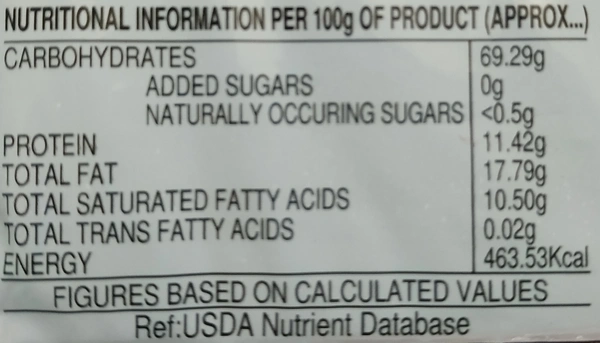 NUTRITIONAL INFORMATION PER 100g OF PRODUCT (APPROX...)
CARBOHYDRATES 69.29g
ADDED SUGARS 0g
NATURALLY OCCURING SUGARS <0.5g
PROTEIN 11.42g
TOTAL FAT 17.79g
TOTAL SATURATED FATTY ACIDS 10.50g
TOTAL TRANS FATTY ACIDS 0.02g
ENERGY 463.53Kcal
FIGURES BASED ON CALCULATED VALUES
Ref:USDA Nutrient Database